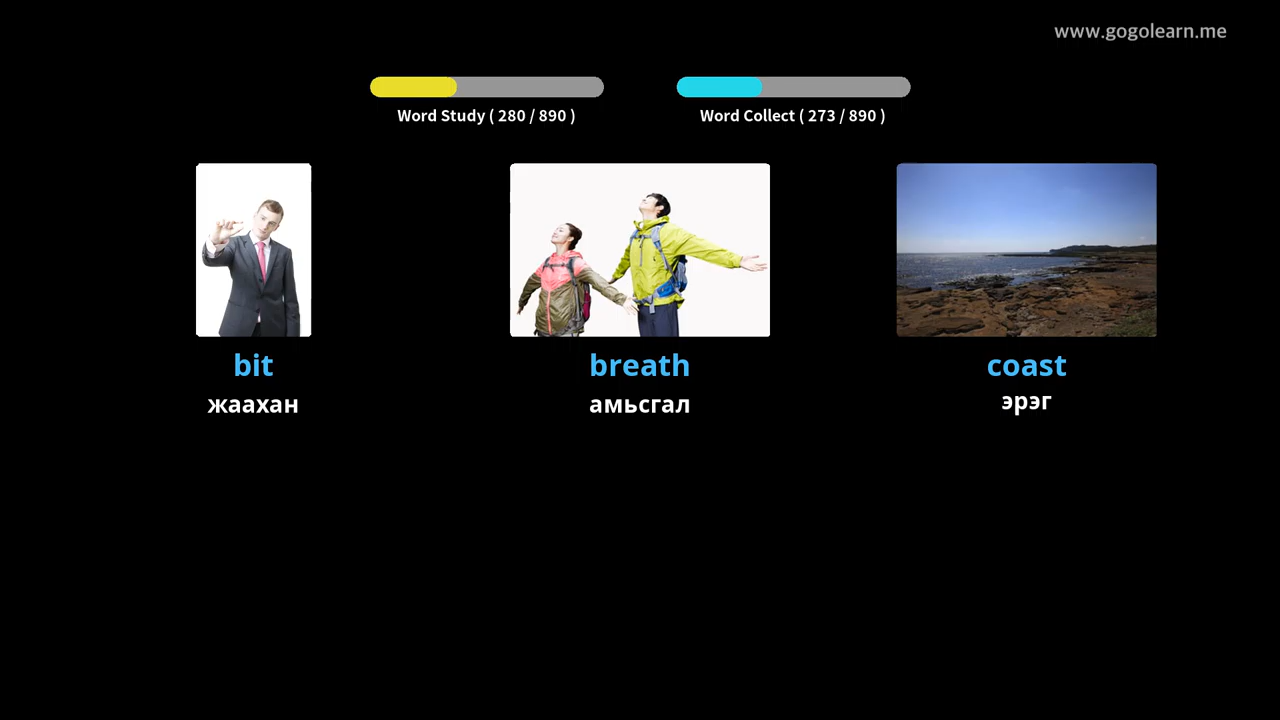 www.gogolearn.me
Word Study ( 280 / 890 )
Word Collect ( 273 / 890 )
bit
жаахан
breath
амьсгал
coast
эрэг